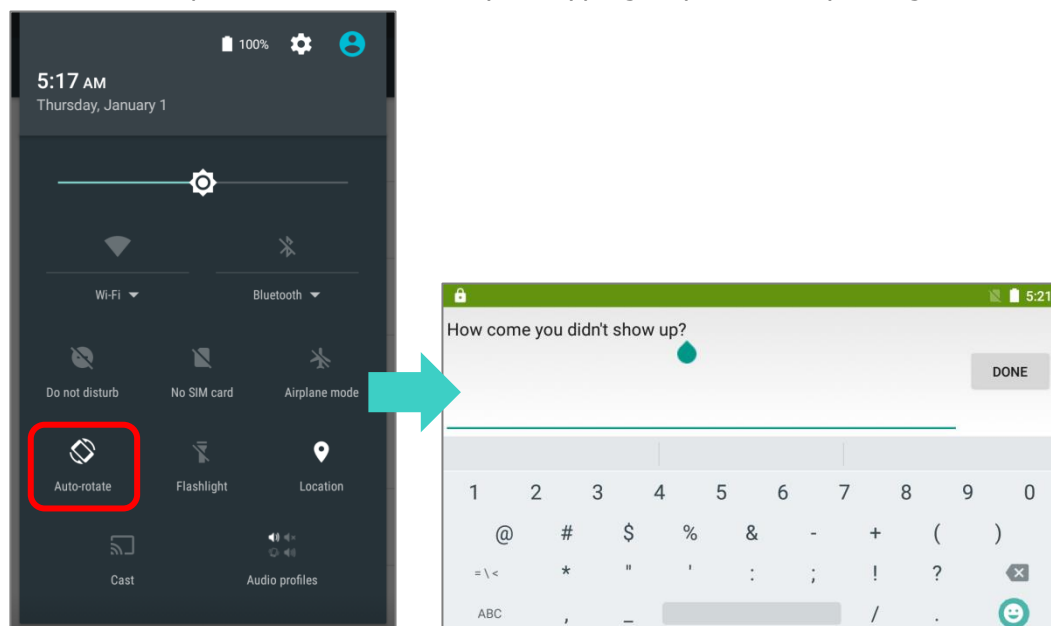 100%
5:17 AM
Thursday, January 1
Wi-Fi
Bluetooth
Do not disturb
No SIM card
Airplane mode
Auto-rotate
Flashlight
Location
Cast
Audio profiles
5:21
How come you didn't show up?
DONE
1 2 3 4 5 6 7 8 9 0
@ # $ % & - + ( )
= \ < * " ' : ; ! ?
ABC , _ / .